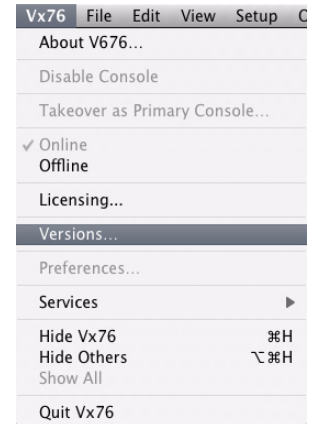 Vx76 File Edit View Setup
About V676...
Disable Console
Takeover as Primary Console...
✓ Online
Offline
Licensing...
Versions...
Preferences...
Services ▶
Hide Vx76 ⌘H
Hide Others ⌥⌘H
Show All
Quit Vx76